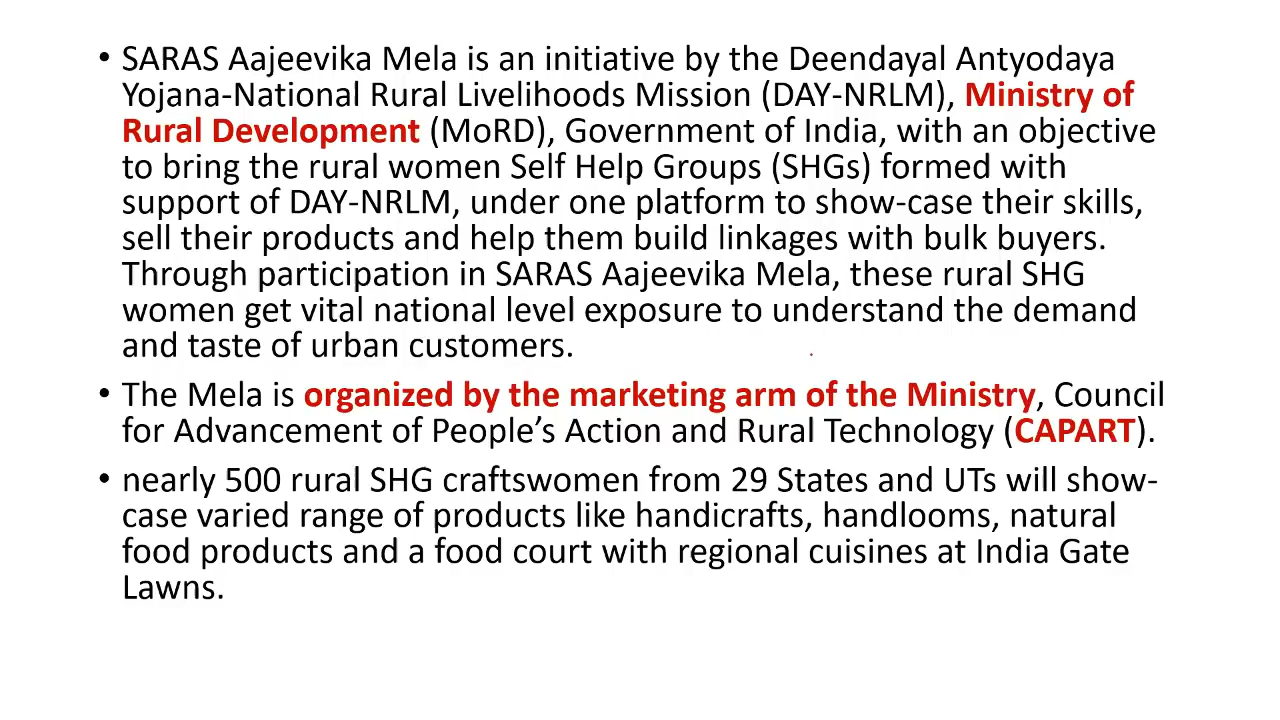 • SARAS Aajeevika Mela is an initiative by the Deendayal Antyodaya
Yojana-National Rural Livelihoods Mission (DAY-NRLM), Ministry of
Rural Development (MoRD), Government of India, with an objective
to bring the rural women Self Help Groups (SHGs) formed with
support of DAY-NRLM, under one platform to show-case their skills,
sell their products and help them build linkages with bulk buyers.
Through participation in SARAS Aajeevika Mela, these rural SHG
women get vital national level exposure to understand the demand
and taste of urban customers.
• The Mela is organized by the marketing arm of the Ministry, Council
for Advancement of People’s Action and Rural Technology (CAPART).
• nearly 500 rural SHG craftswomen from 29 States and UTs will show-
case varied range of products like handicrafts, handlooms, natural
food products and a food court with regional cuisines at India Gate
Lawns.